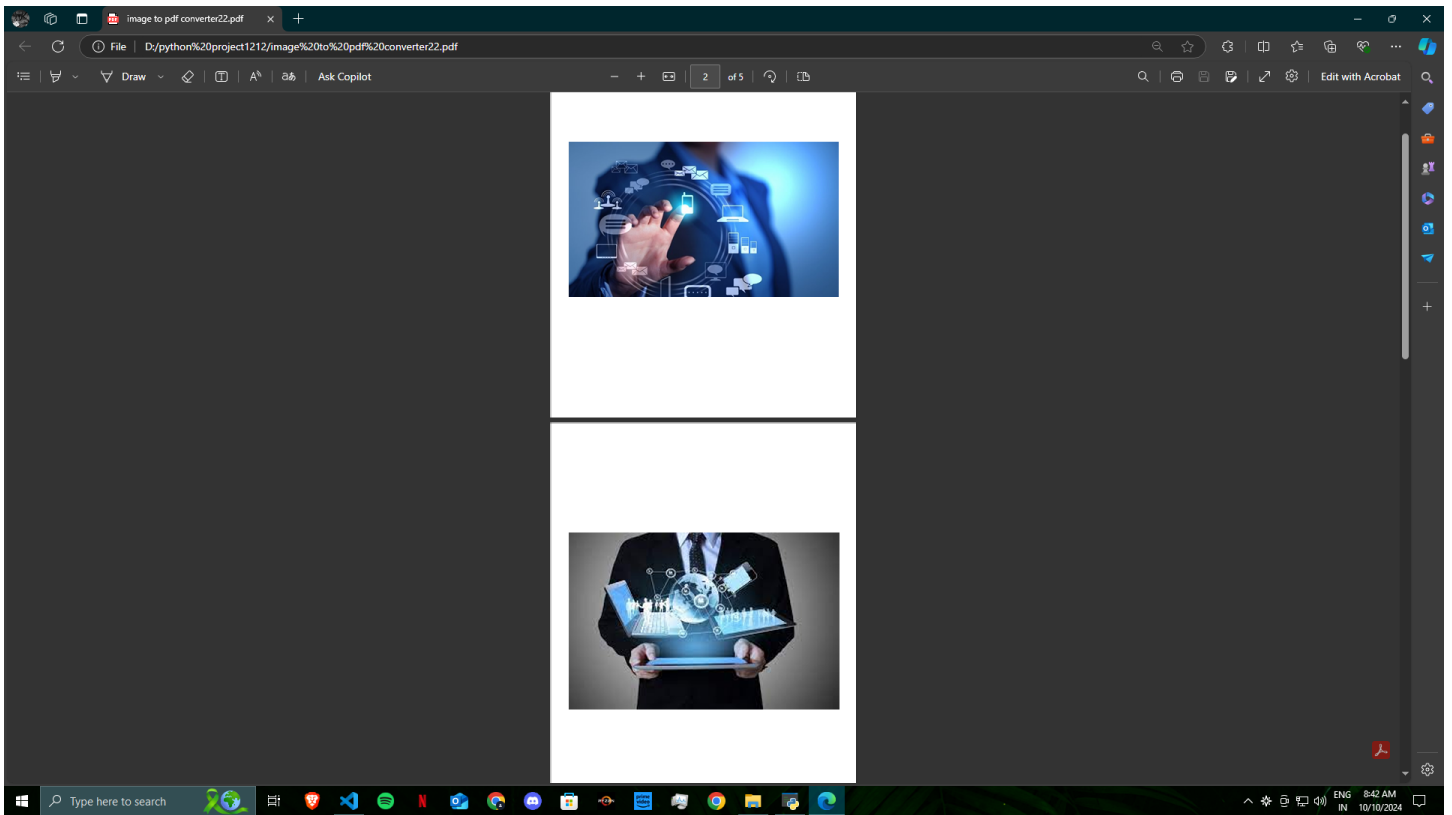 image to pdf converter22.pdf
File D:/python%20project1212/image%20to%20pdf%20converter22.pdf
Draw Ask Copilot 2 of 5 Edit with Acrobat
Type here to search
ENG 8:42 AM
IN 10/10/2024